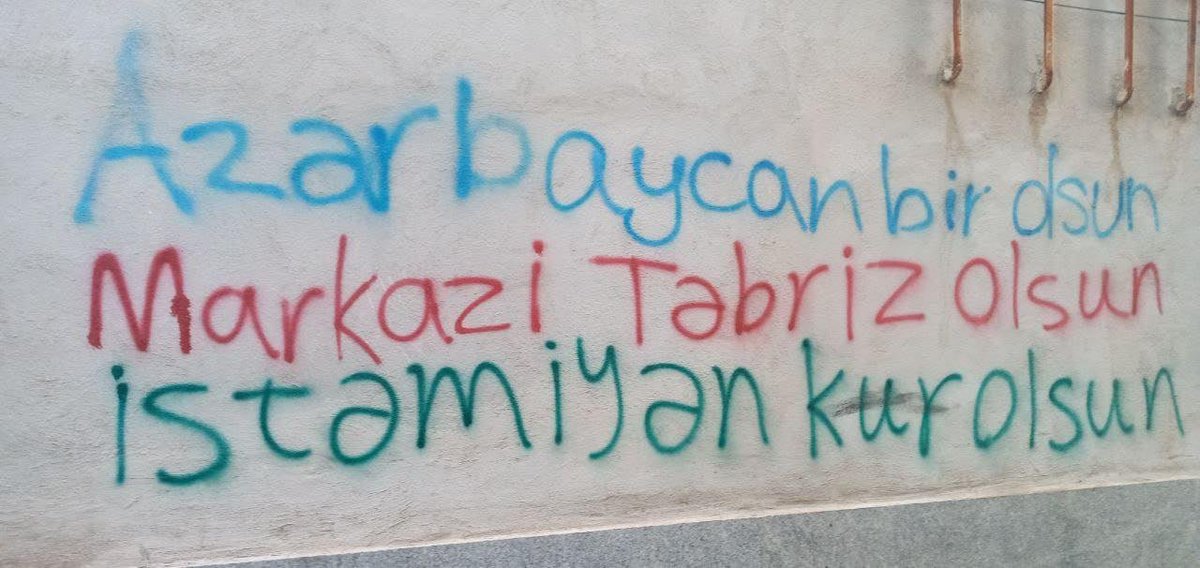 Azərbaycan bir olsun
Markazi Təbriz olsun
istəmiyən kur olsun